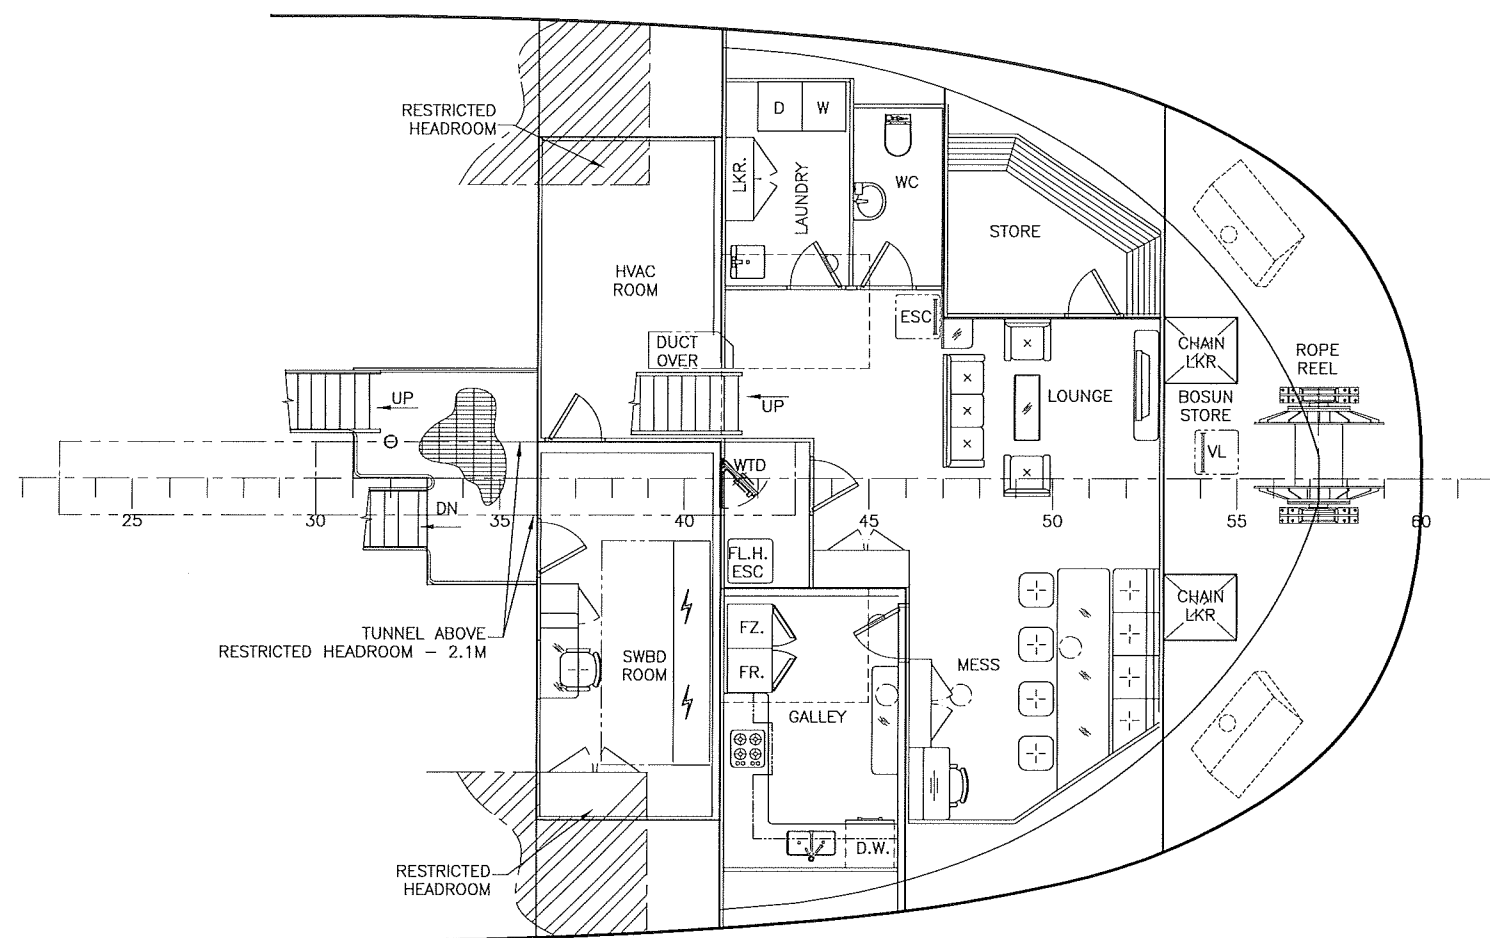 RESTRICTED
HEADROOM
D
W
LKR.
LAUNDRY
WC
STORE
HVAC
ROOM
ESC
DUCT
OVER
UP
UP
LOUNGE
CHAIN
LKR
ROPE
REEL
BOSUN
STORE
VL
WTD
DN
25
30
35
40
45
50
55
60
FL.H.
ESC
CHAIN
LKR
TUNNEL ABOVE
RESTRICTED HEADROOM – 2.1M
FZ.
FR.
SWBD
ROOM
MESS
GALLEY
D.W.
RESTRICTED
HEADROOM